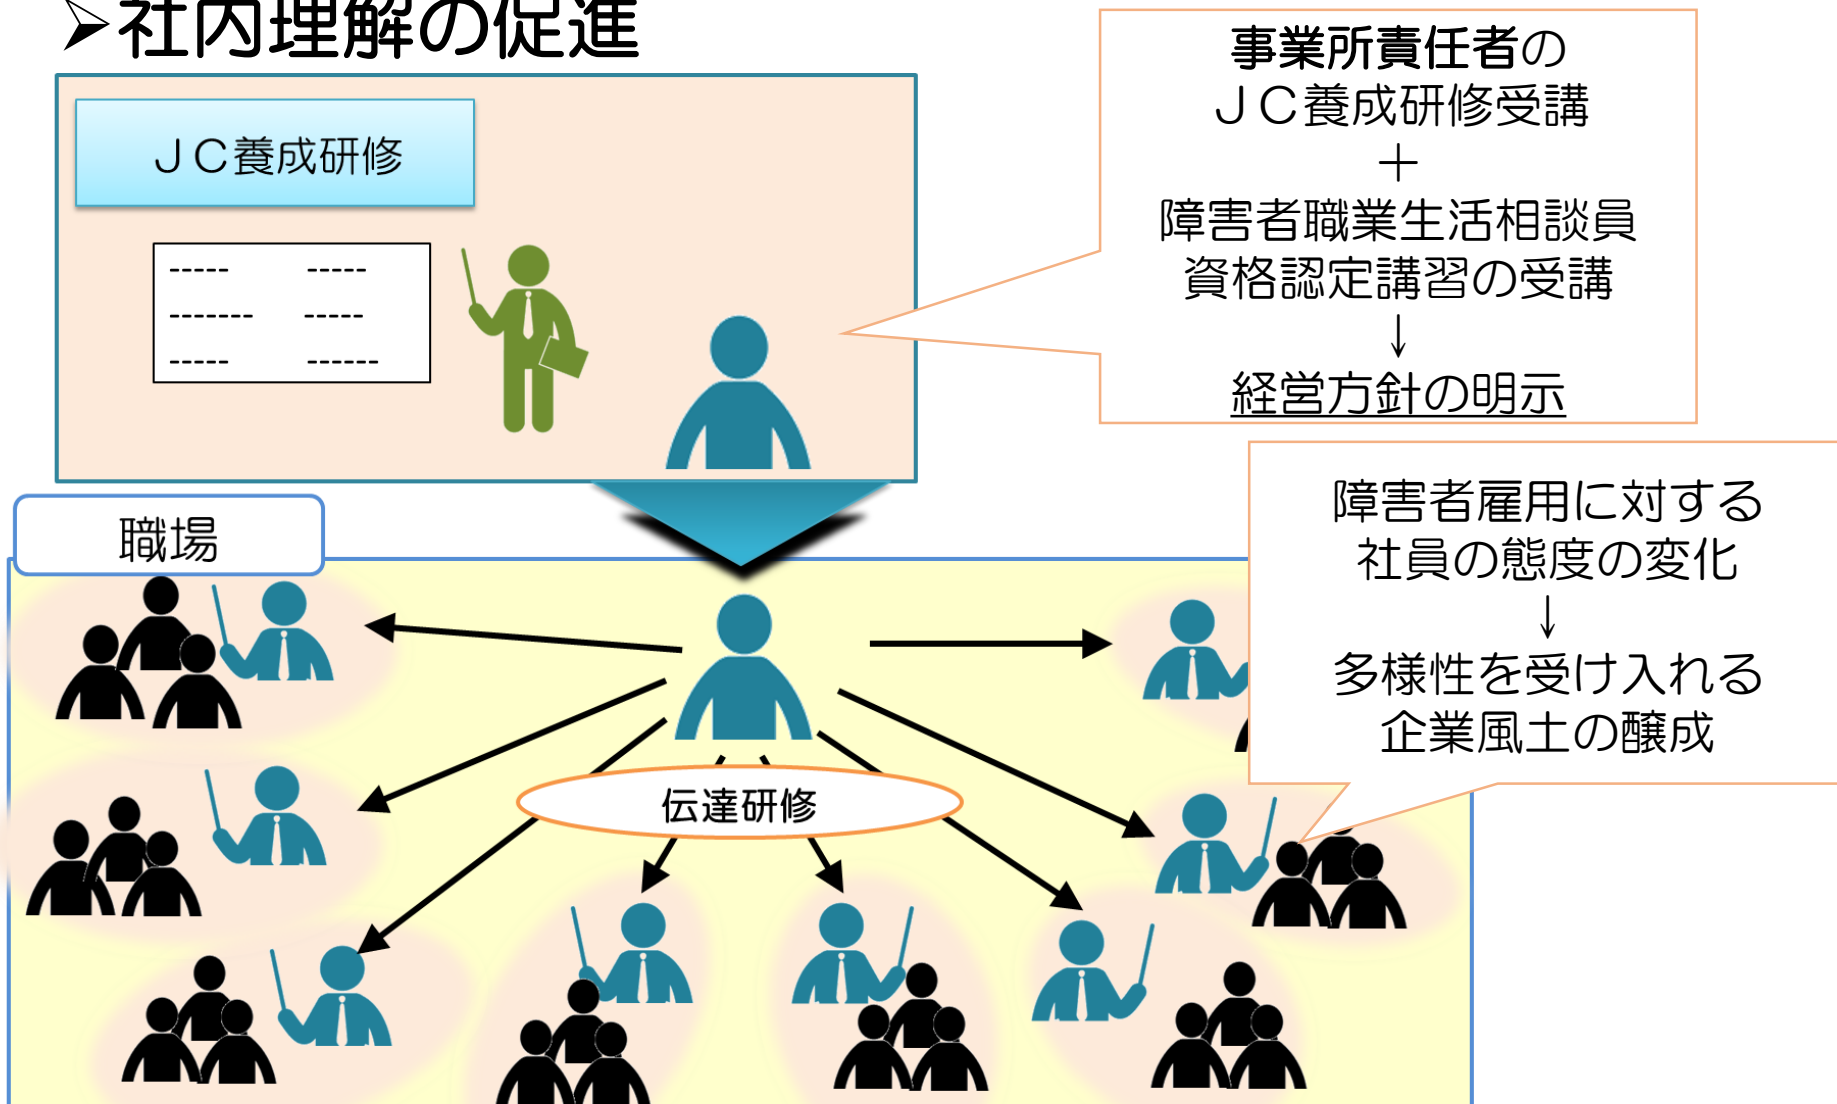 ➢社内理解の促進
ＪＣ養成研修
----- -----
------- -----
----- ------
事業所責任者の
ＪＣ養成研修受講
＋
障害者職業生活相談員
資格認定講習の受講
↓
経営方針の明示
職場
障害者雇用に対する
社員の態度の変化
↓
多様性を受け入れる
企業風土の醸成
伝達研修